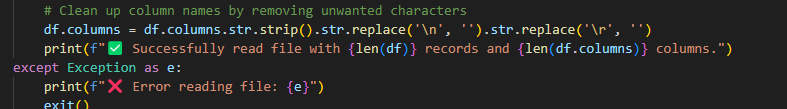 # Clean up column names by removing unwanted characters
df.columns = df.columns.str.strip().str.replace('\n', '').str.replace('\r', '')
print(f"✅ Successfully read file with {len(df)} records and {len(df.columns)} columns.")
except Exception as e:
print(f"❌ Error reading file: {e}")
exit()